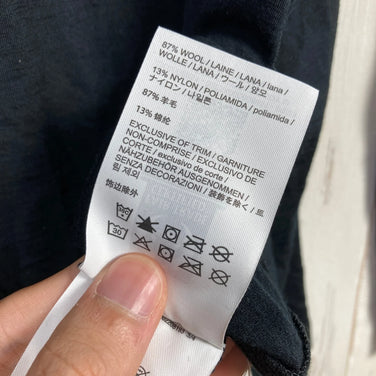 87% WOOL / LAINE / LANA / lana /
WOLLE / LANA / ウール / 양모
13% NYLON / POLIAMIDA / poliamida /
ナイロン / 나일론
87% 羊毛
13% 锦纶
EXCLUSIVE OF TRIM / GARNITURE
NON-COMPRISE / EXCLUSIVO DE
CORTE / exclusivo de corte /
NÄHZUBEHÖR AUSGENOMMEN /
SENZA DECORAZIONI / 装飾を除く / 트
림 제외
饰边除外
30